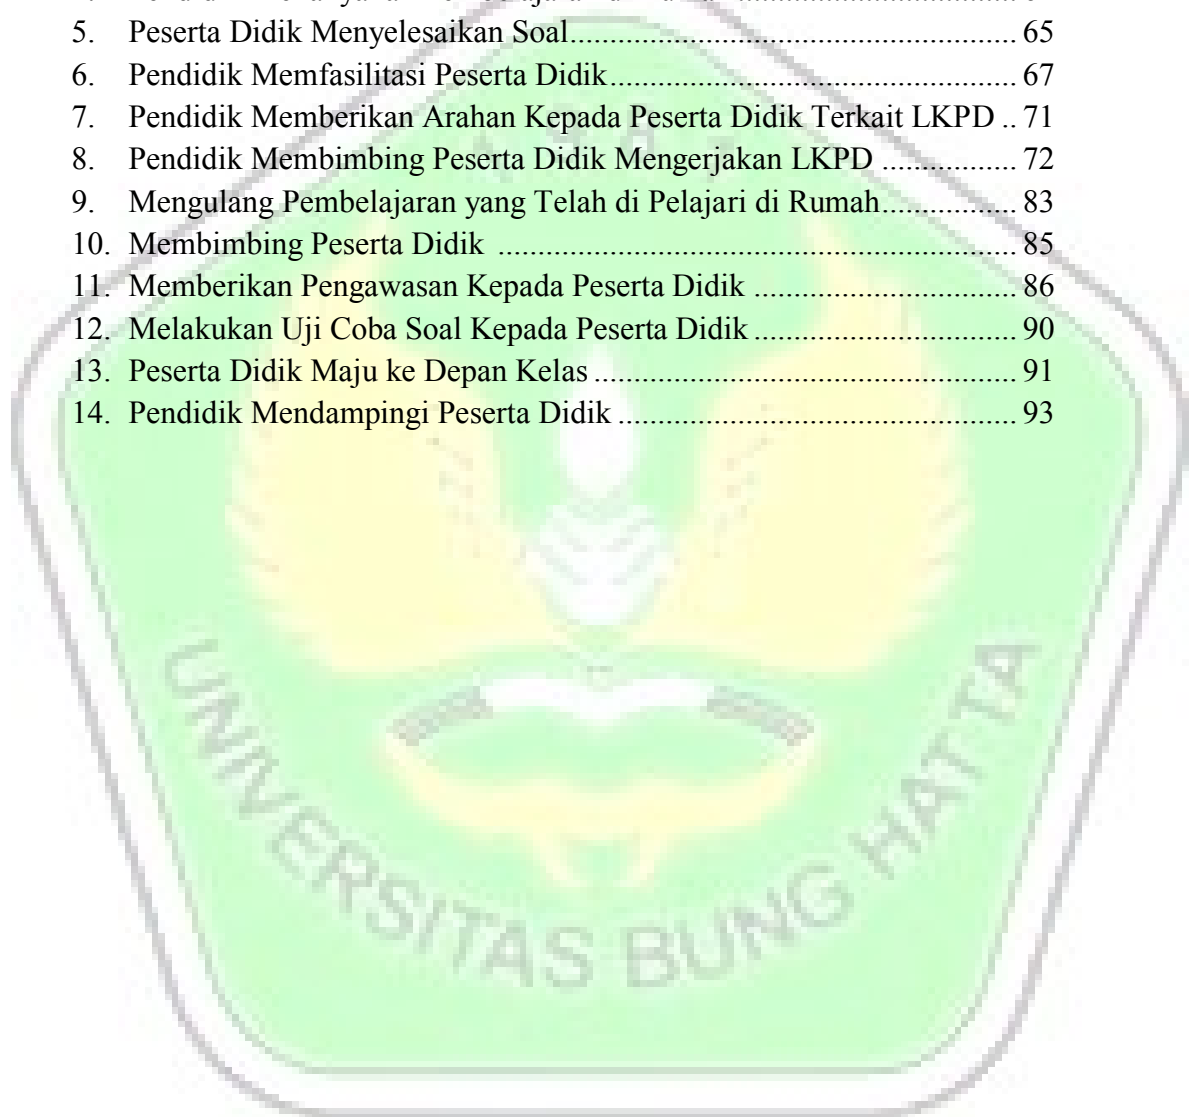 5. Peserta Didik Menyelesaikan Soal........................................................ 65
6. Pendidik Memfasilitasi Peserta Didik...................................................... 67
7. Pendidik Memberikan Arahan Kepada Peserta Didik Terkait LKPD .. 71
8. Pendidik Membimbing Peserta Didik Mengerjakan LKPD ................. 72
9. Mengulang Pembelajaran yang Telah di Pelajari di Rumah................. 83
10. Membimbing Peserta Didik .................................................................. 85
11. Memberikan Pengawasan Kepada Peserta Didik ................................. 86
12. Melakukan Uji Coba Soal Kepada Peserta Didik ................................. 90
13. Peserta Didik Maju ke Depan Kelas ..................................................... 91
14. Pendidik Mendampingi Peserta Didik .................................................. 93
UNIVERSITAS BUNG HATTA